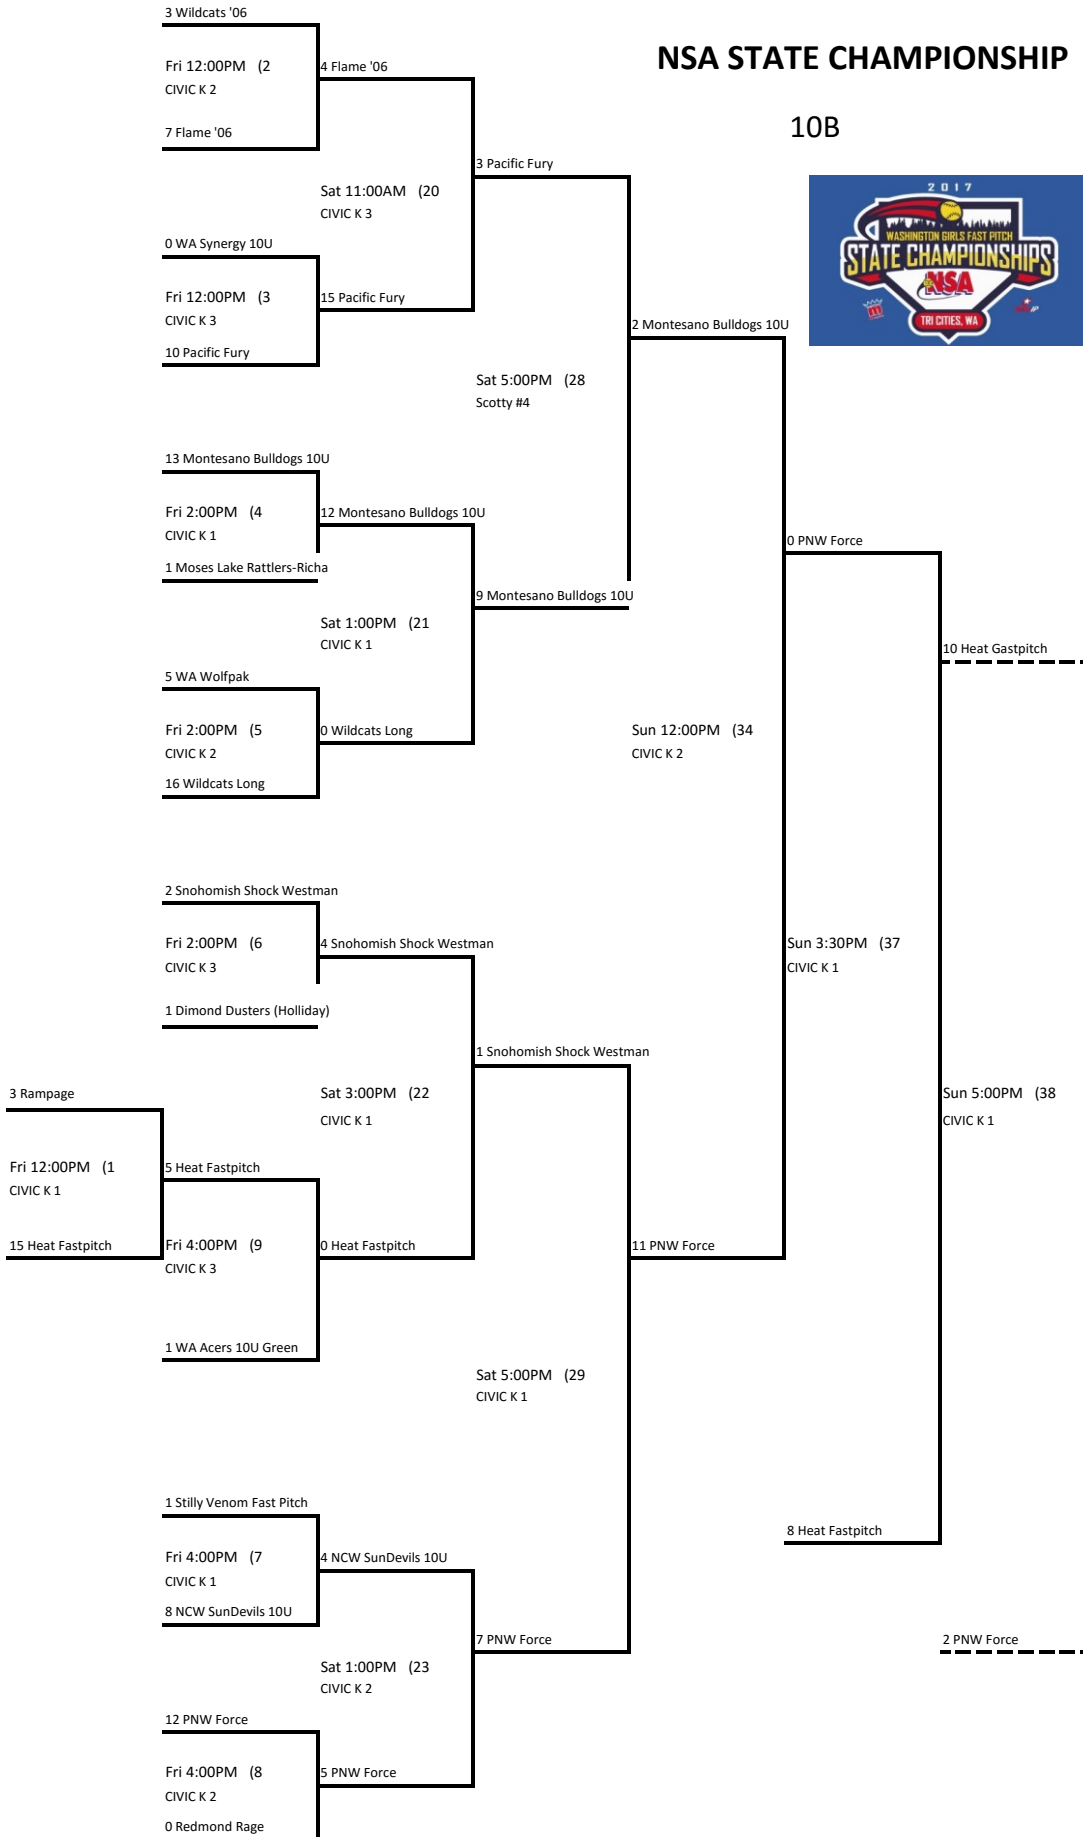 3 Wildcats '06
NSA STATE CHAMPIONSHIP
Fri 12:00PM (2
4 Flame '06
CIVIC K 2
10B
7 Flame '06
3 Pacific Fury
2017
Sat 11:00AM (20
CIVIC K 3
WASHINGTON GIRLS FAST PITCH
0 WA Synergy 10U
STATE CHAMPIONSHIPS
NSA
Fri 12:00PM (3
15 Pacific Fury
CIVIC K 3
TRI CITIES, WA
2 Montesano Bulldogs 10U
10 Pacific Fury
Sat 5:00PM (28
Scotty #4
13 Montesano Bulldogs 10U
Fri 2:00PM (4
12 Montesano Bulldogs 10U
CIVIC K 1
0 PNW Force
1 Moses Lake Rattlers-Richa
9 Montesano Bulldogs 10U
Sat 1:00PM (21
CIVIC K 1
10 Heat Gastpitch
5 WA Wolfpak
Fri 2:00PM (5
0 Wildcats Long
Sun 12:00PM (34
CIVIC K 2
CIVIC K 2
16 Wildcats Long
2 Snohomish Shock Westman
Fri 2:00PM (6
4 Snohomish Shock Westman
Sun 3:30PM (37
CIVIC K 3
CIVIC K 1
1 Dimond Dusters (Holliday)
1 Snohomish Shock Westman
3 Rampage
Sat 3:00PM (22
Sun 5:00PM (38
CIVIC K 1
CIVIC K 1
Fri 12:00PM (1
5 Heat Fastpitch
CIVIC K 1
15 Heat Fastpitch
Fri 4:00PM (9
0 Heat Fastpitch
11 PNW Force
CIVIC K 3
1 WA Acers 10U Green
Sat 5:00PM (29
CIVIC K 1
1 Stilly Venom Fast Pitch
8 Heat Fastpitch
Fri 4:00PM (7
4 NCW SunDevils 10U
CIVIC K 1
8 NCW SunDevils 10U
7 PNW Force
2 PNW Force
Sat 1:00PM (23
CIVIC K 2
12 PNW Force
Fri 4:00PM (8
5 PNW Force
CIVIC K 2
0 Redmond Rage